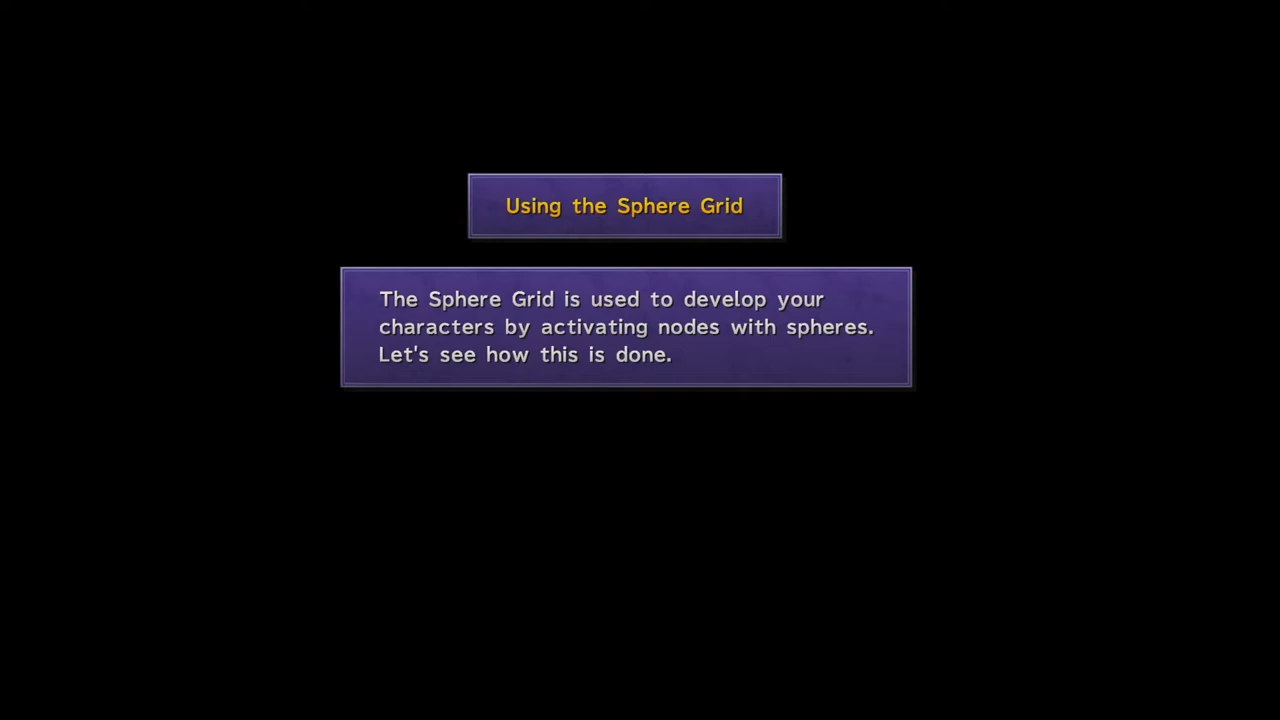 Using the Sphere Grid
The Sphere Grid is used to develop your
characters by activating nodes with spheres.
Let's see how this is done.